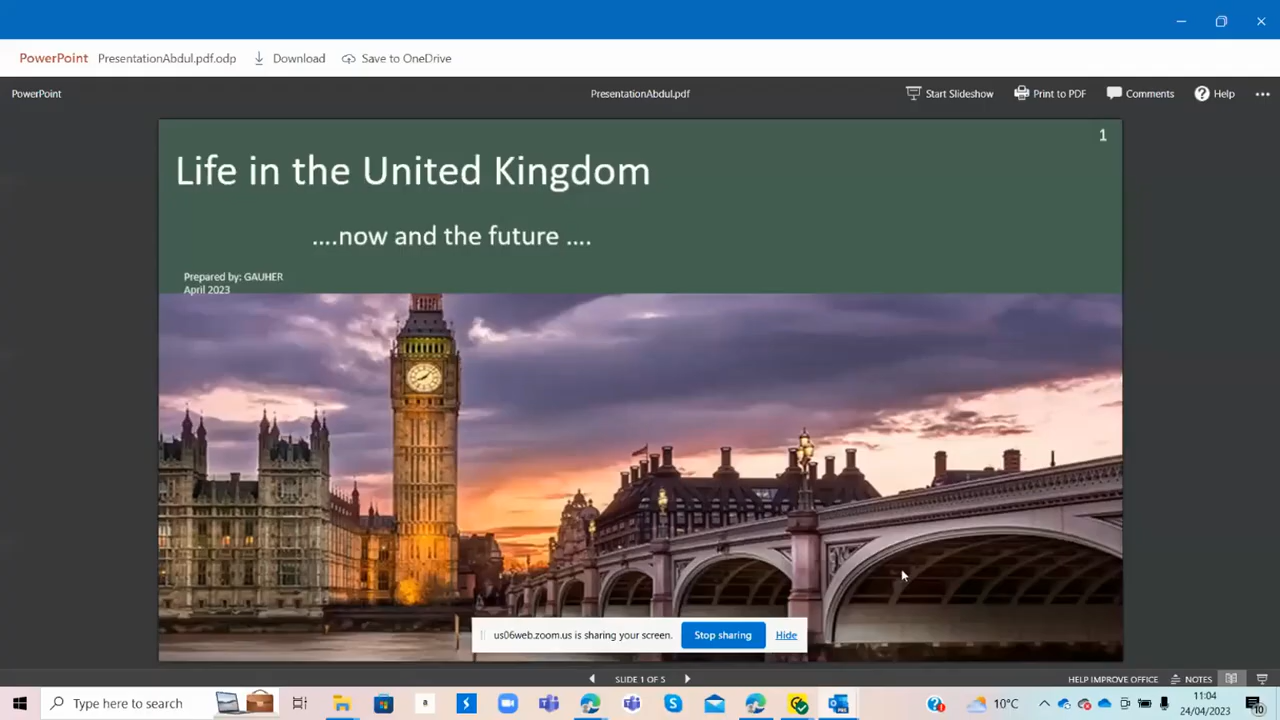 PowerPoint PresentationAbdul.pdf.odp Download Save to OneDrive
PowerPoint PresentationAbdul.pdf Start Slideshow Print to PDF Comments Help
1
Life in the United Kingdom
....now and the future ....
Prepared by: GAUHER
April 2023
us06web.zoom.us is sharing your screen. Stop sharing Hide
SLIDE 1 OF 5 HELP IMPROVE OFFICE NOTES
Type here to search 10°C 11:04
24/04/2023 10